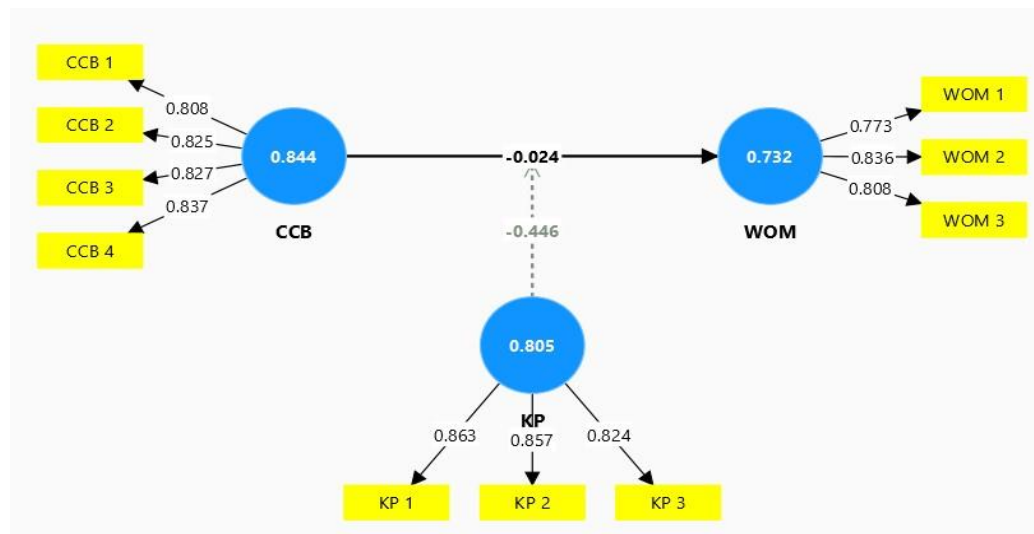 CCB 1
CCB 2
CCB 3
CCB 4
0.808
0.825
0.827
0.837
0.844
CCB
-0.024
-0.446
0.732
WOM
0.773
0.836
0.808
WOM 1
WOM 2
WOM 3
0.805
KP
0.863
0.857
0.824
KP 1
KP 2
KP 3